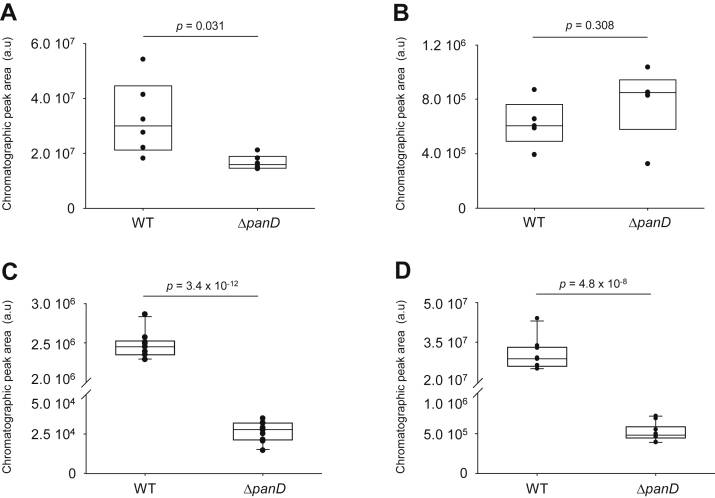 A
p = 0.031
Chromatographic peak area (a.u)
6.0 10⁷
4.0 10⁷
2.0 10⁷
0
WT
ΔpanD
B
p = 0.308
Chromatographic peak area (a.u)
1.2 10⁶
8.0 10⁵
4.0 10⁵
0
WT
ΔpanD
C
p = 3.4 x 10⁻¹²
Chromatographic peak area (a.u)
3.0 10⁶
2.5 10⁶
2.0 10⁶
5.0 10⁴
2.5 10⁴
0
WT
ΔpanD
D
p = 4.8 x 10⁻⁸
Chromatographic peak area (a.u)
5.0 10⁷
3.5 10⁷
2.0 10⁷
1.0 10⁶
5.0 10⁵
0
WT
ΔpanD